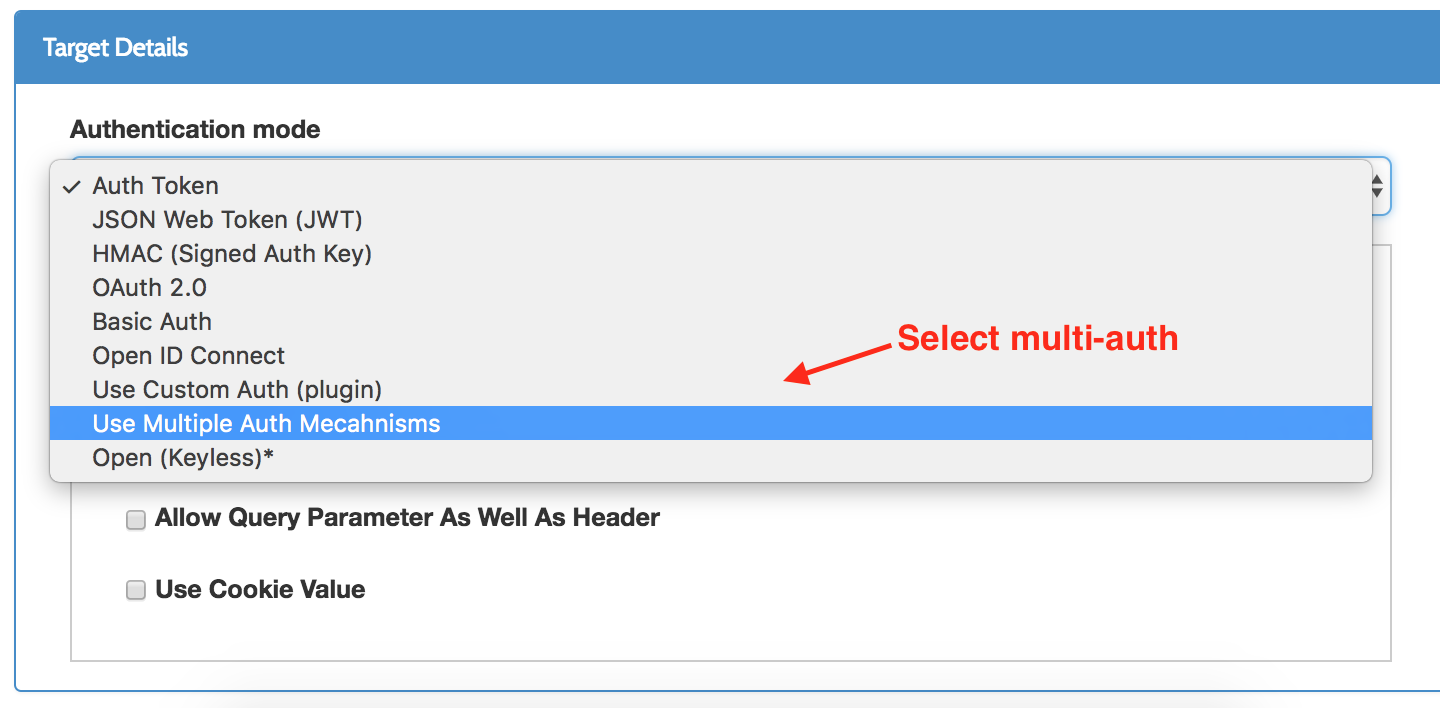 Target Details
Authentication mode
Auth Token
JSON Web Token (JWT)
HMAC (Signed Auth Key)
OAuth 2.0
Basic Auth
Open ID Connect
Use Custom Auth (plugin)
Use Multiple Auth Mecahnisms
Open (Keyless)*
Select multi-auth
Allow Query Parameter As Well As Header
Use Cookie Value